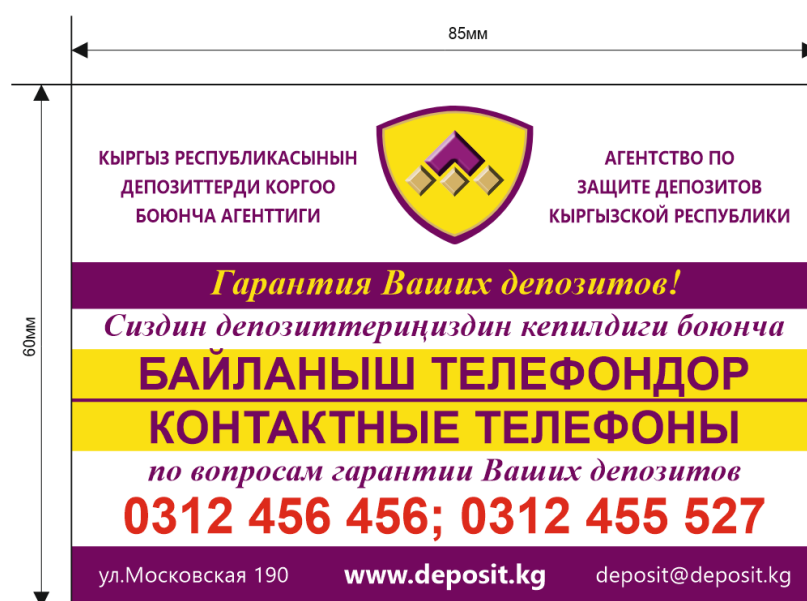 85мм
60мм
КЫРГЫЗ РЕСПУБЛИКАСЫНЫН
ДЕПОЗИТТЕРДИ КОРГОО
БОЮНЧА АГЕНТТИГИ
АГЕНТСТВО ПО
ЗАЩИТЕ ДЕПОЗИТОВ
КЫРГЫЗСКОЙ РЕСПУБЛИКИ
Гарантия Ваших депозитов!
Сиздин депозиттериңиздин кепилдиги боюнча
БАЙЛАНЫШ ТЕЛЕФОНДОР
КОНТАКТНЫЕ ТЕЛЕФОНЫ
по вопросам гарантии Ваших депозитов
0312 456 456; 0312 455 527
ул.Московская 190 www.deposit.kg deposit@deposit.kg